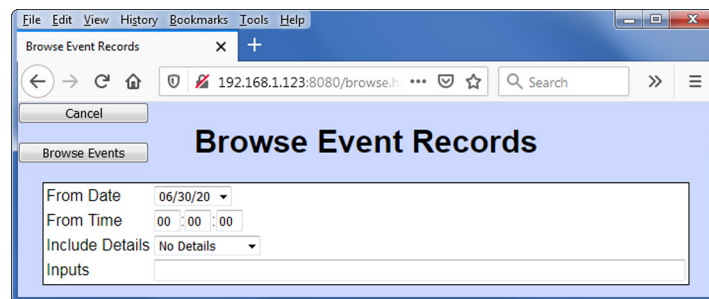 File Edit View History Bookmarks Tools Help
Browse Event Records
192.168.1.123:8080/browse.h
Search
Cancel
Browse Events
Browse Event Records
From Date 06/30/20
From Time 00 : 00 : 00
Include Details No Details
Inputs